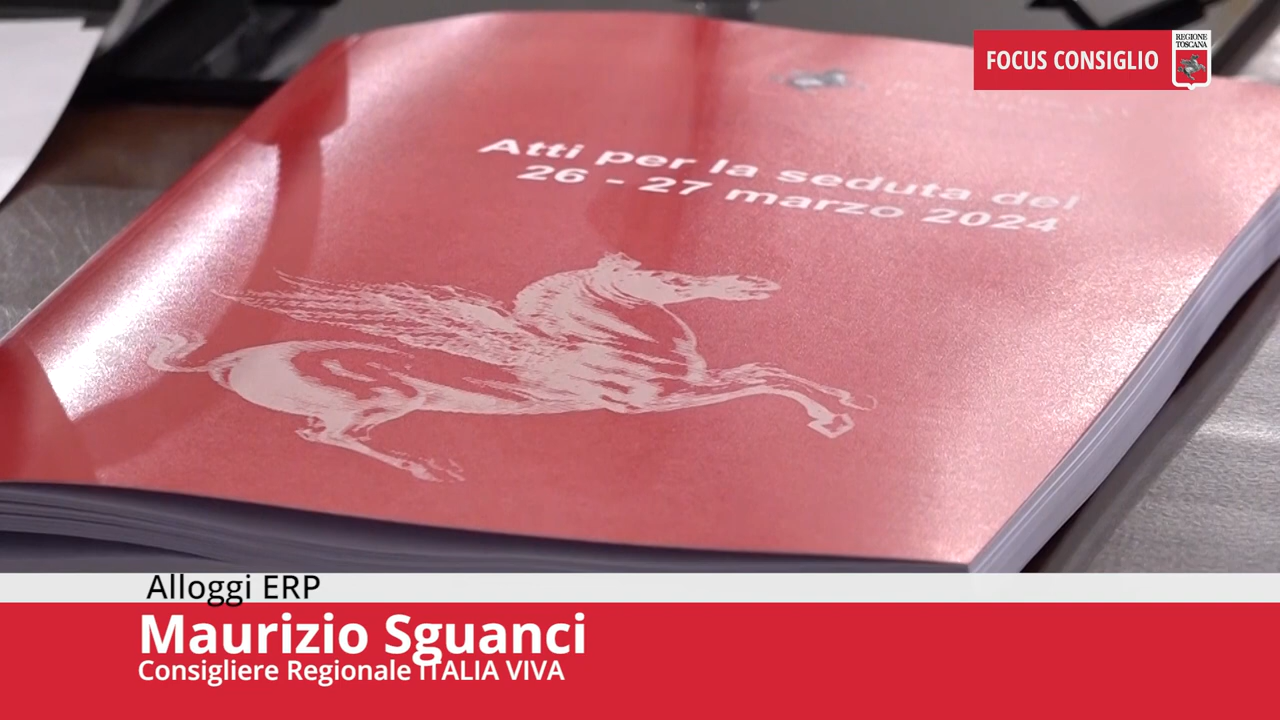 FOCUS CONSIGLIO
REGIONE
TOSCANA
Atti per la seduta del
26 - 27 marzo 2024
Alloggi ERP
Maurizio Sguanci
Consigliere Regionale ITALIA VIVA